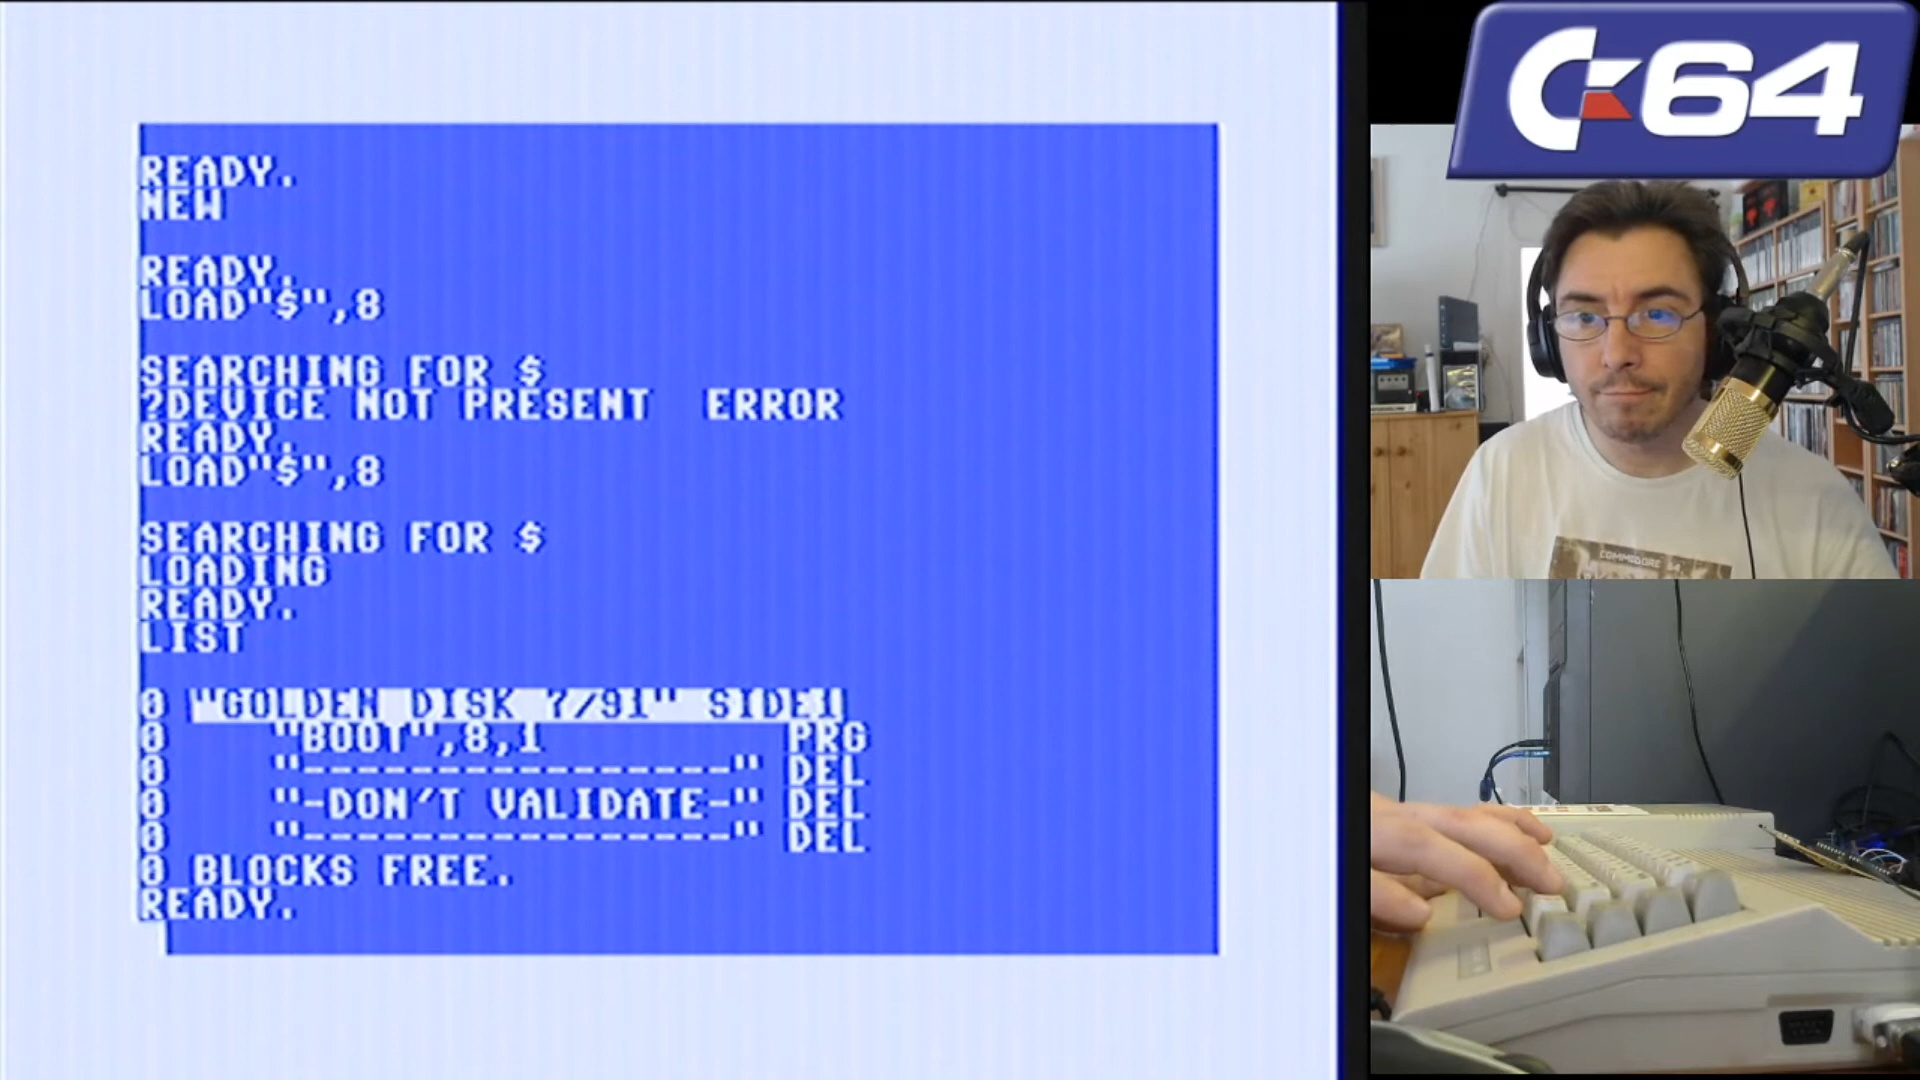 READY.
NEW
READY.
LOAD"$",8
SEARCHING FOR $
?DEVICE NOT PRESENT  ERROR
READY.
LOAD"$",8
SEARCHING FOR $
LOADING
READY.
LIST
0 "GOLDEN DISK 7/91" SIDE1
0    "BOOT",8,1         PRG
0    "----------------" DEL
0    "-DON'T VALIDATE-" DEL
0    "----------------" DEL
0 BLOCKS FREE.
READY.
C64
COMMODORE 64